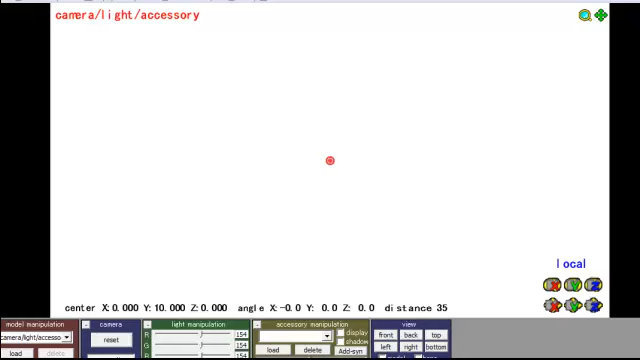 camera/light/accessory
local
X Y Z
X Y Z
center X:0.000 Y: 10.000 Z:0.000 angle X:-0.0 Y: 0.0 Z: 0.0 distance 35
model manipulation - camera - light manipulation - accessory manipulation view
camera/light/accesso R 154 display front back top
reset G 154 shadow left right bottom
load delete load delete Add-syn